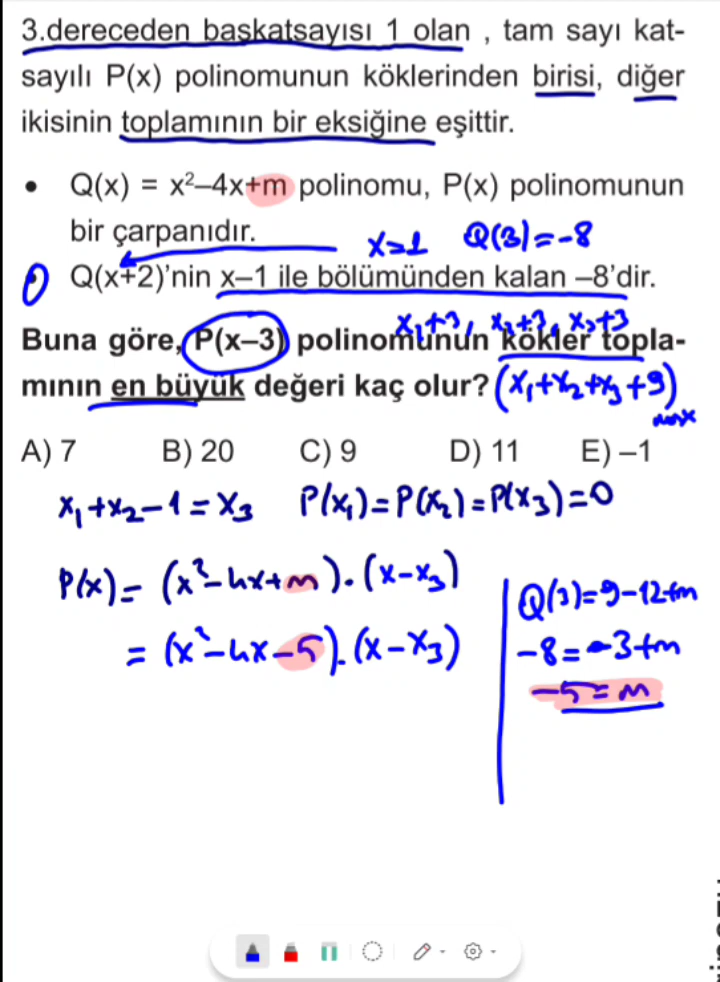 3.dereceden başkatsayısı 1 olan , tam sayı kat-
sayılı P(x) polinomunun köklerinden birisi, diğer
ikisinin toplamının bir eksiğine eşittir.
• Q(x) = x²–4x+m polinomu, P(x) polinomunun
bir çarpanıdır.
x=1 Q(3)=-8
Q(x+2)'nin x–1 ile bölümünden kalan –8'dir.
x₁+3, x₂+3, x₃+3
Buna göre, P(x–3) polinomunun kökler topla-
mının en büyük değeri kaç olur? (x₁+x₂+x₃+9)
max
A) 7 B) 20 C) 9 D) 11 E) –1
x₁+x₂-1=x₃ P(x₁)=P(x₂)=P(x₃)=0
P(x)= (x²-4x+m).(x-x₃)
= (x²-4x-5).(x-x₃)
Q(3)=9-12+m
-8=-3+m
-5=m